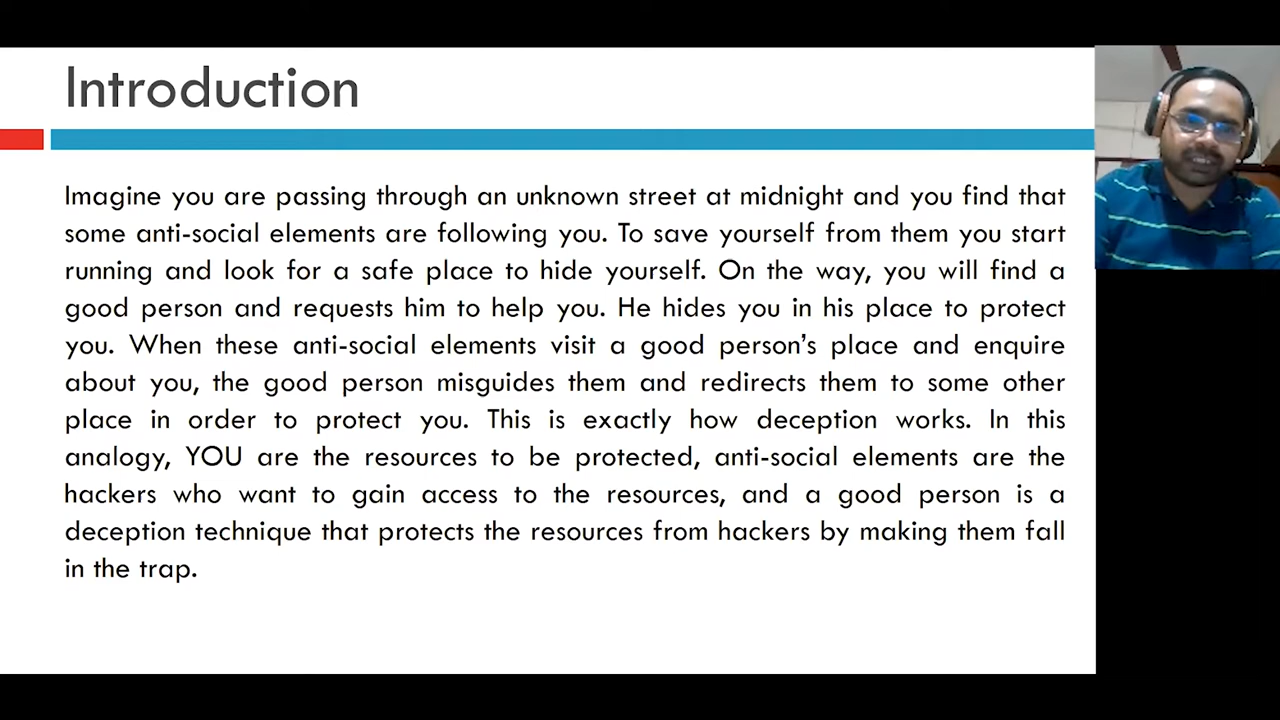 Introduction
Imagine you are passing through an unknown street at midnight and you find that
some anti-social elements are following you. To save yourself from them you start
running and look for a safe place to hide yourself. On the way, you will find a
good person and requests him to help you. He hides you in his place to protect
you. When these anti-social elements visit a good person’s place and enquire
about you, the good person misguides them and redirects them to some other
place in order to protect you. This is exactly how deception works. In this
analogy, YOU are the resources to be protected, anti-social elements are the
hackers who want to gain access to the resources, and a good person is a
deception technique that protects the resources from hackers by making them fall
in the trap.